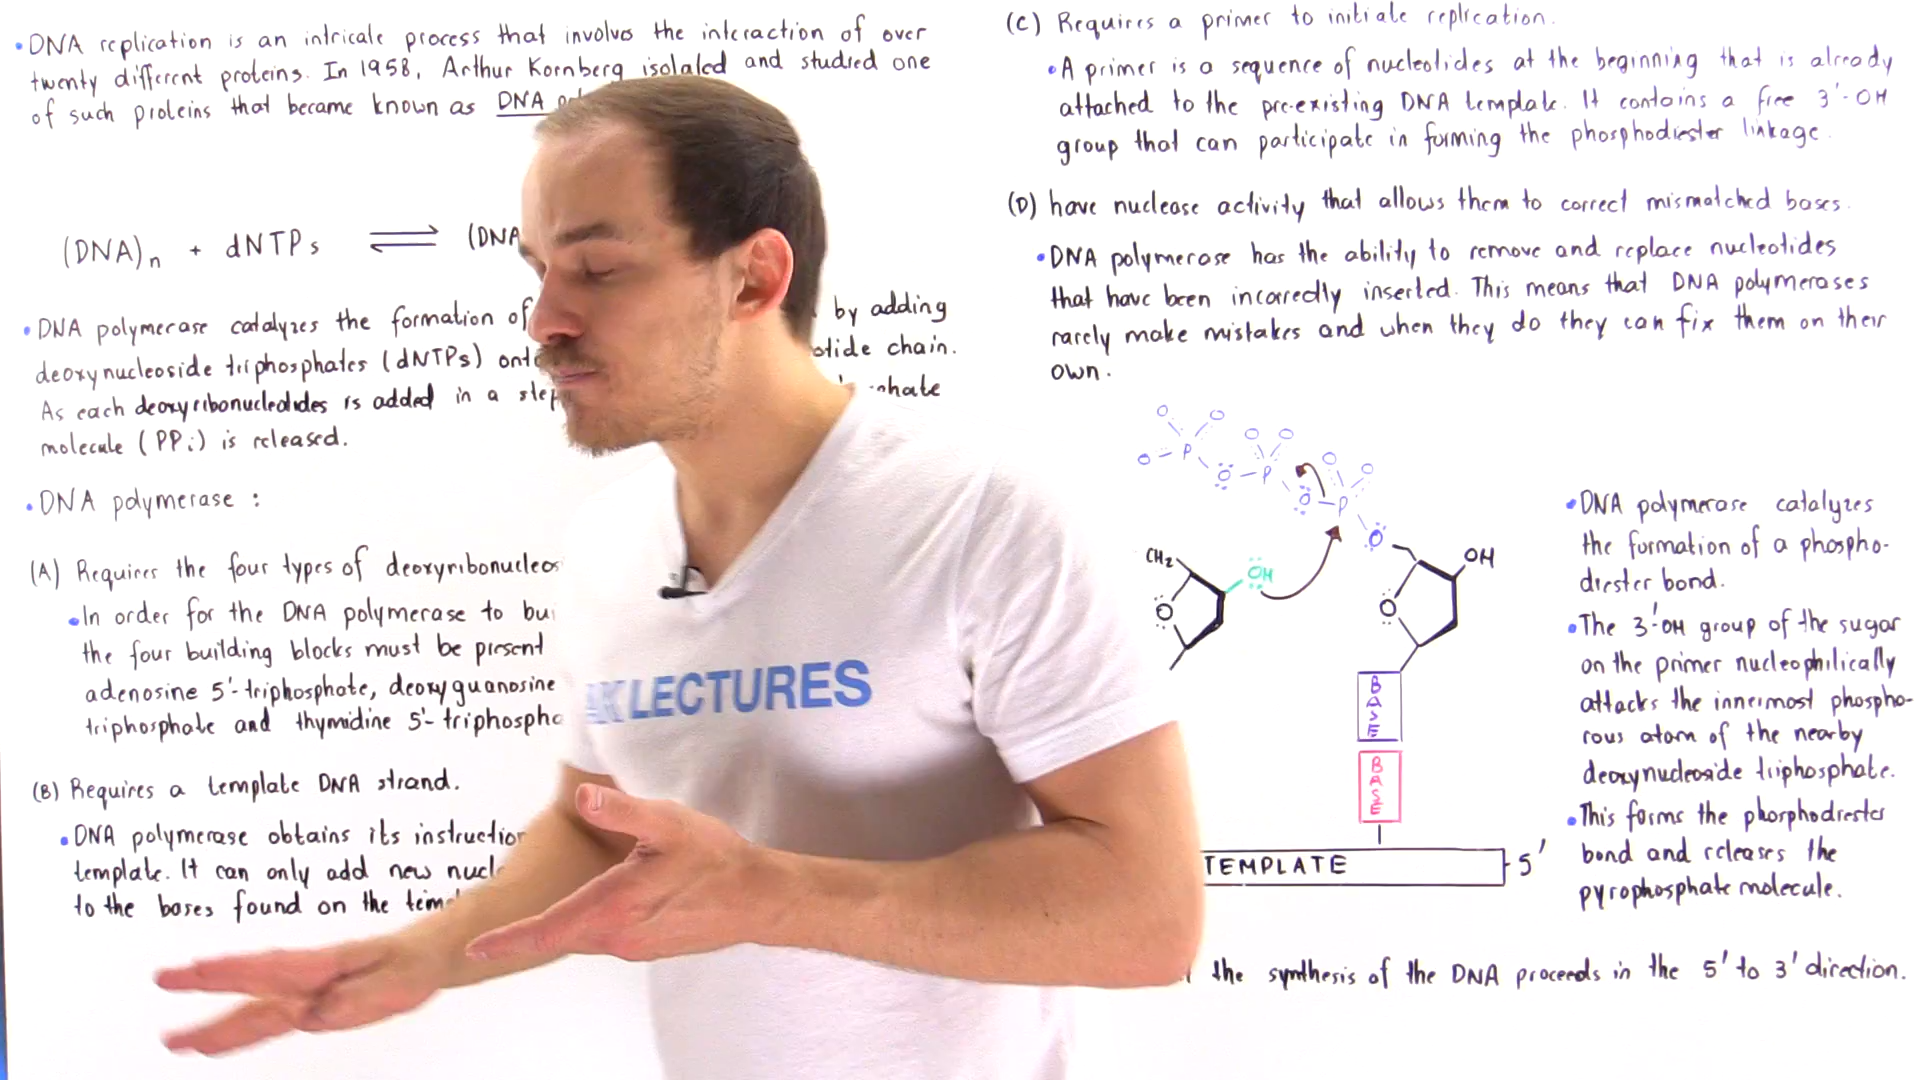 • DNA replication is an intricate process that involves the interaction of over
twenty different proteins. In 1958, Arthur Kornberg isolated and studied one
of such proteins that became known as DNA
(DNA)n + dNTPs ⇌ (DNA
• DNA polymerase catalyzes the formation of by adding
deoxynucleoside triphosphates (dNTPs) chain.
As each deoxyribonucleotides is added in a
molecule (PPi) is released.
• DNA polymerase :
(A) Requires the four types of
• In order for the DNA polymerase to
the four building blocks must be present
adenosine 5'-triphosphate, deoxyguanosine
triphosphate and thymidine 5'-
(B) Requires a template DNA strand.
• DNA polymerase obtains its
template. It can only add new
to the bases found on the
(C) Requires a primer to initiate replication.
• A primer is a sequence of nucleotides at the beginning that is already
attached to the pre-existing DNA template. It contains a free 3'-OH
group that can participate in forming the phosphodiester linkage.
(D) have nuclease activity that allows them to correct mismatched bases.
• DNA polymerase has the ability to remove and replace nucleotides
that have been incorrectly inserted. This means that DNA polymerases
rarely make mistakes and when they do they can fix them on their
own.
O O
O O O O
O P O P O P
O
CH2 OH OH
O O
BASE
BASE
TEMPLATE 5'
• DNA polymerase catalyzes
the formation of a phospho-
diester bond.
• The 3'-OH group of the sugar
on the primer nucleophilically
attacks the innermost phospho-
rous atom of the nearby
deoxynucleoside triphosphate.
• This forms the phosphodiester
bond and releases the
pyrophosphate molecule.
the synthesis of the DNA proceeds in the 5' to 3' direction.
AK LECTURES